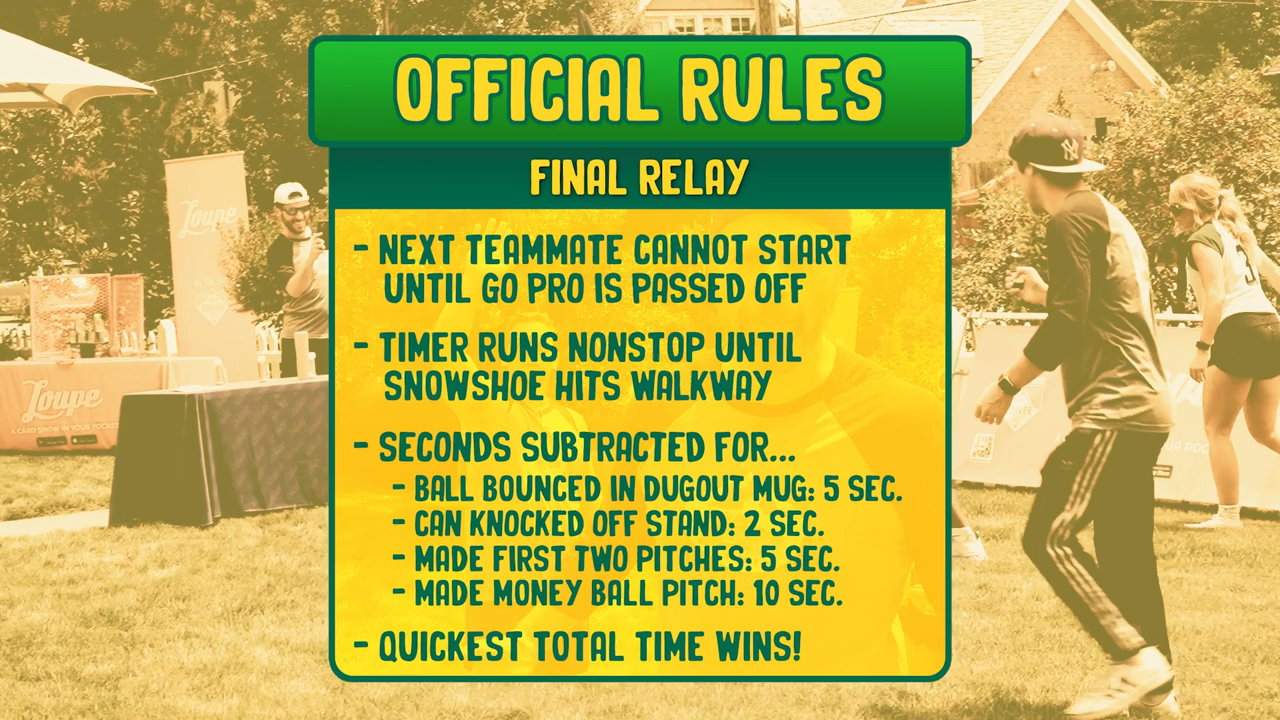 OFFICIAL RULES
FINAL RELAY
- NEXT TEAMMATE CANNOT START
UNTIL GO PRO IS PASSED OFF
- TIMER RUNS NONSTOP UNTIL
SNOWSHOE HITS WALKWAY
- SECONDS SUBTRACTED FOR...
- BALL BOUNCED IN DUGOUT MUG: 5 SEC.
- CAN KNOCKED OFF STAND: 2 SEC.
- MADE FIRST TWO PITCHES: 5 SEC.
- MADE MONEY BALL PITCH: 10 SEC.
- QUICKEST TOTAL TIME WINS!
Loupe
Loupe
A CARD SHOW IN YOUR POCKET
NY